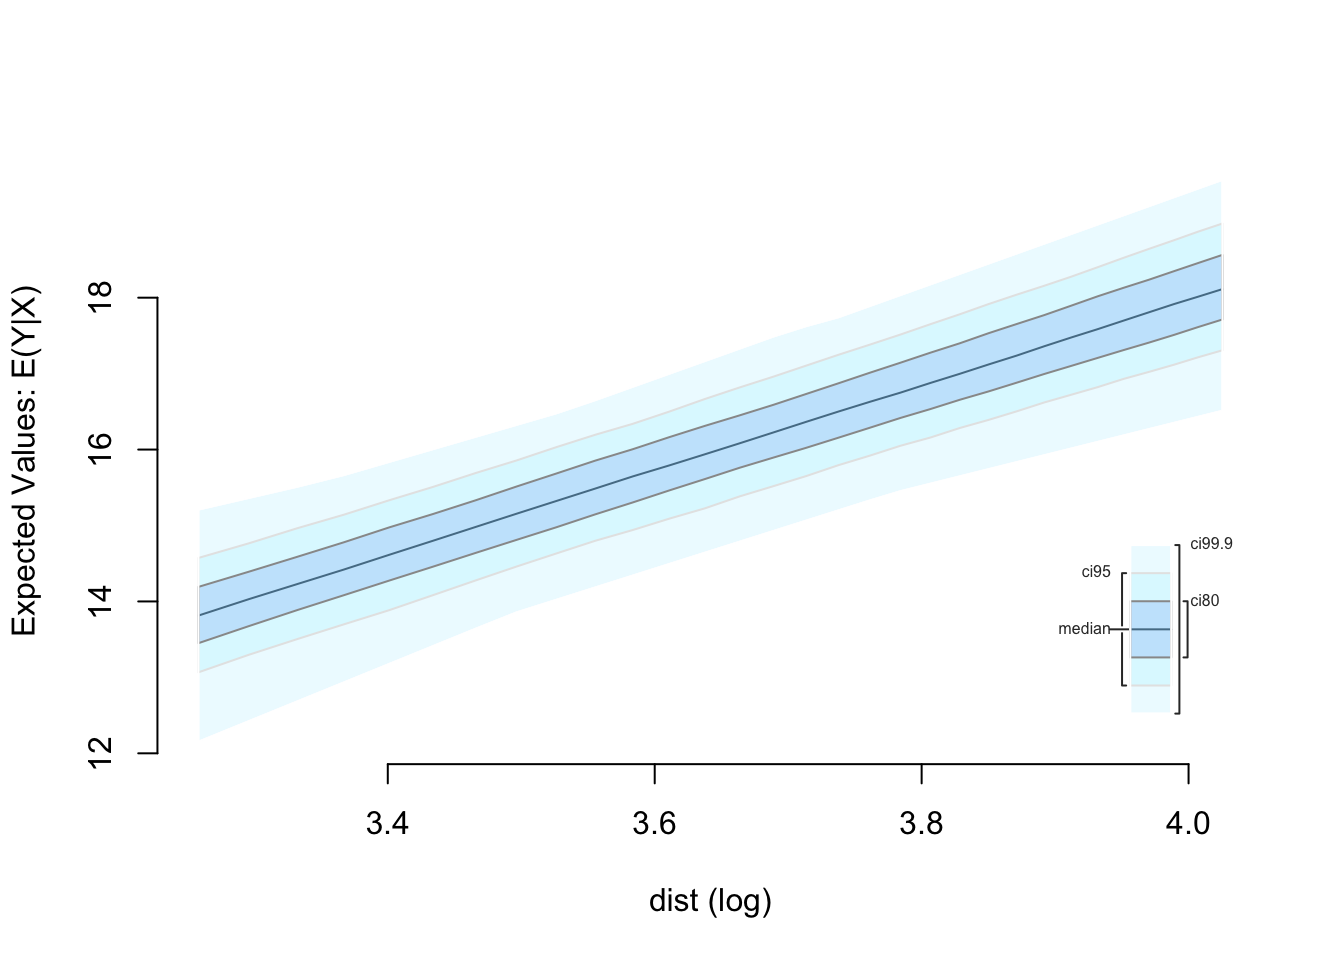 Expected Values: E(Y|X)
18
16
14
12
ci99.9
ci95
ci80
median
3.4 3.6 3.8 4.0
dist (log)